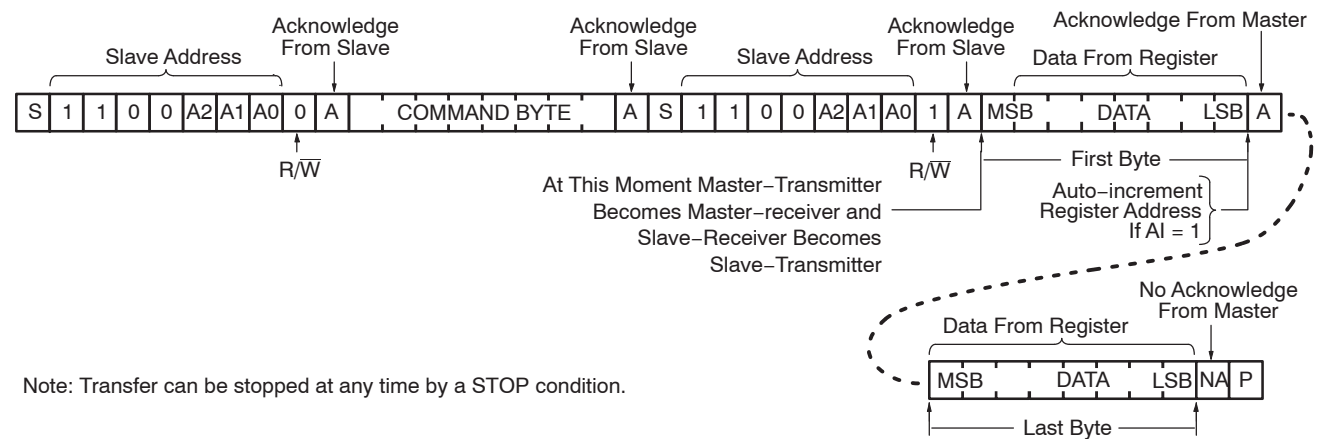 Acknowledge
From Slave
Acknowledge
From Slave
Acknowledge
From Slave
Acknowledge From Master
Slave Address
Slave Address
Data From Register
S 1 1 0 0 A2 A1 A0 0 A COMMAND BYTE A S 1 1 0 0 A2 A1 A0 1 A MSB DATA LSB A
R/W̅
R/W̅
First Byte
At This Moment Master–Transmitter
Becomes Master–receiver and
Slave–Receiver Becomes
Slave–Transmitter
Auto–increment
Register Address
If AI = 1
No Acknowledge
From Master
Data From Register
MSB DATA LSB NA P
Note: Transfer can be stopped at any time by a STOP condition.
Last Byte